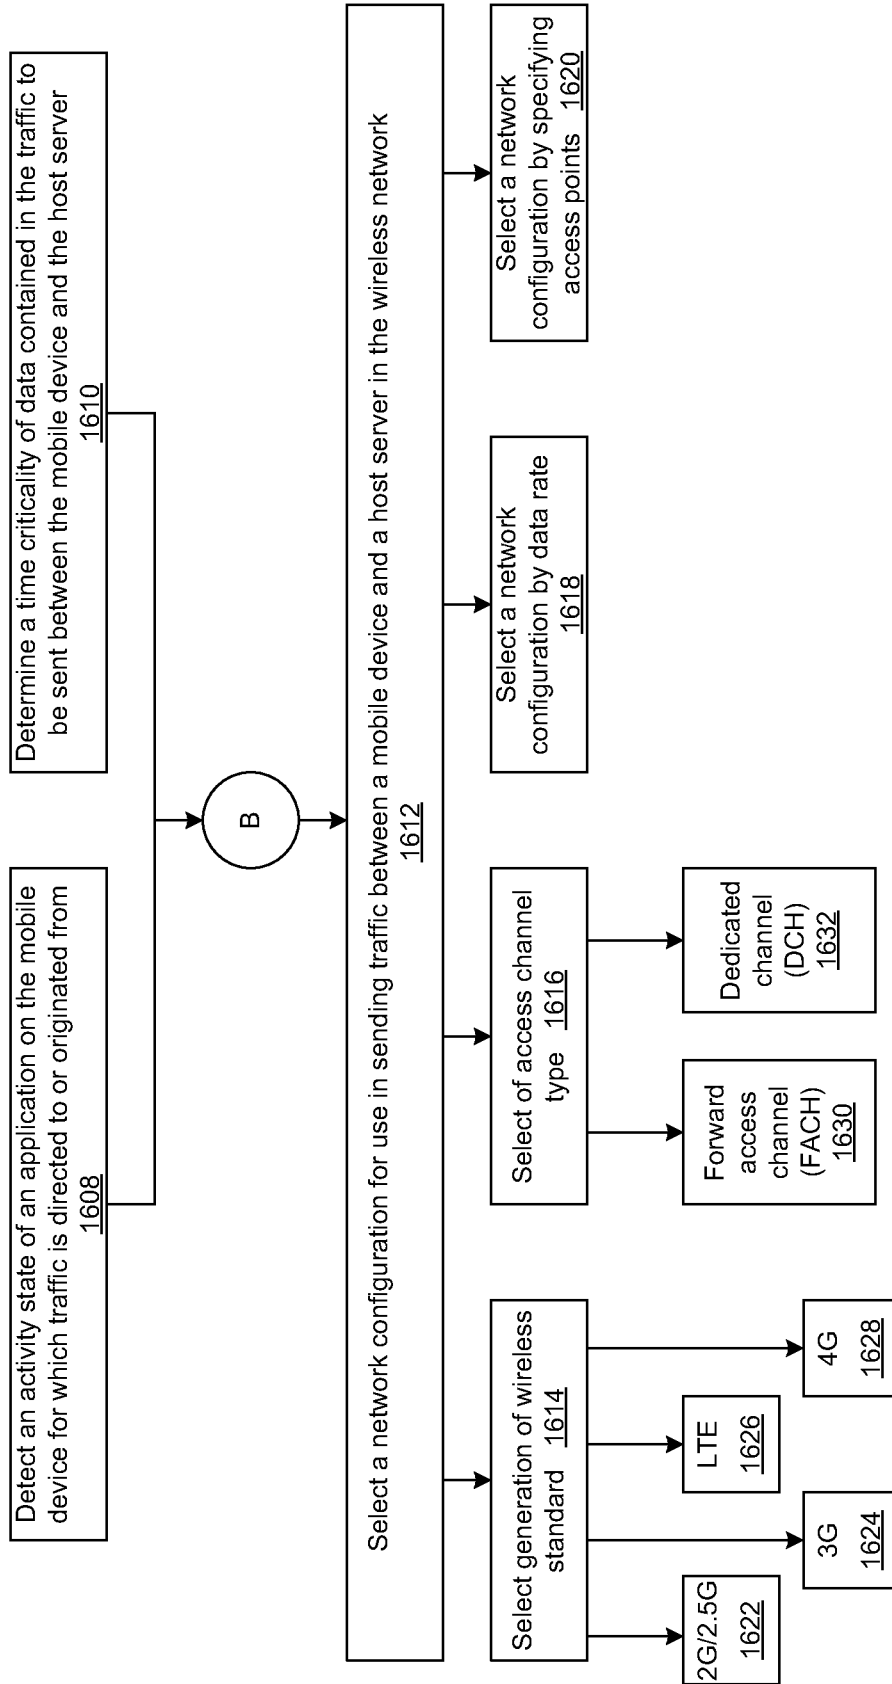 Detect an activity state of an application on the mobile
device for which traffic is directed to or originated from
1608
Determine a time criticality of data contained in the traffic to
be sent between the mobile device and the host server
1610
B
Select a network configuration for use in sending traffic between a mobile device and a host server in the wireless network
1612
Select generation of wireless
standard 1614
Select of access channel
type 1616
Select a network
configuration by data rate
1618
Select a network
configuration by specifying
access points 1620
2G/2.5G
1622
3G
1624
LTE
1626
4G
1628
Forward
access
channel
(FACH)
1630
Dedicated
channel
(DCH)
1632